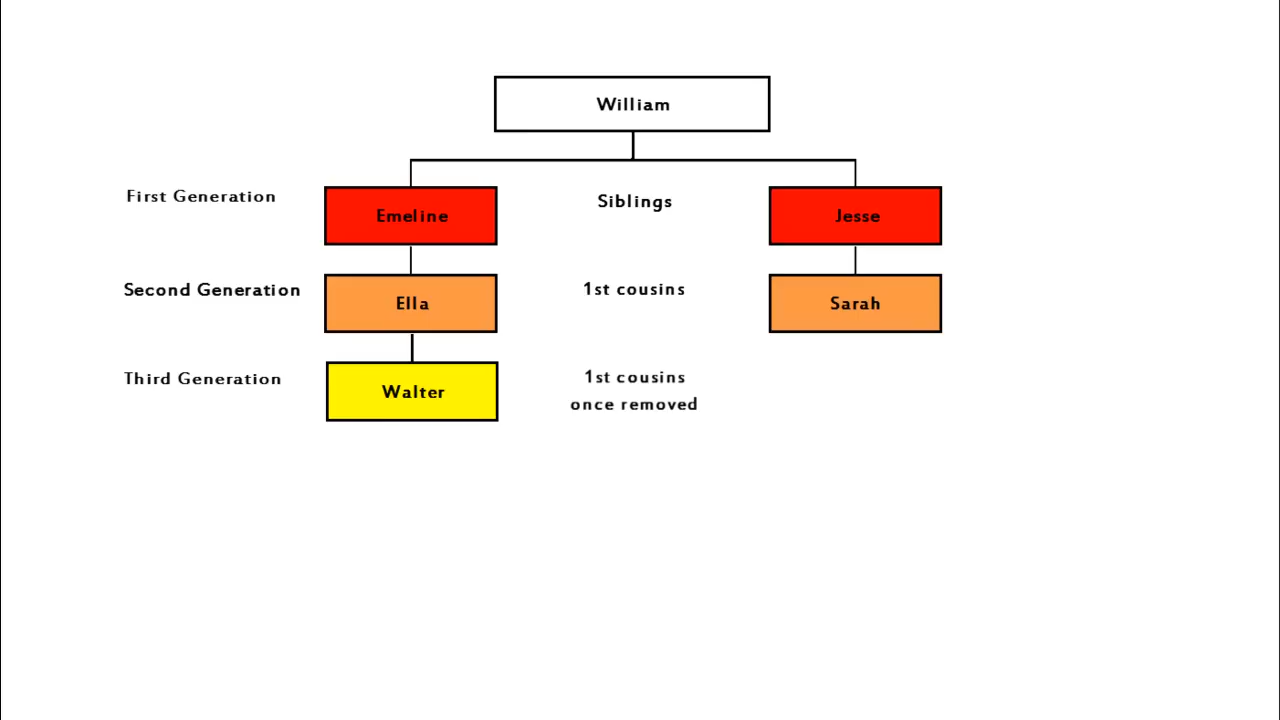 William
First Generation
Emeline
Siblings
Jesse
Second Generation
Ella
1st cousins
Sarah
Third Generation
Walter
1st cousins
once removed